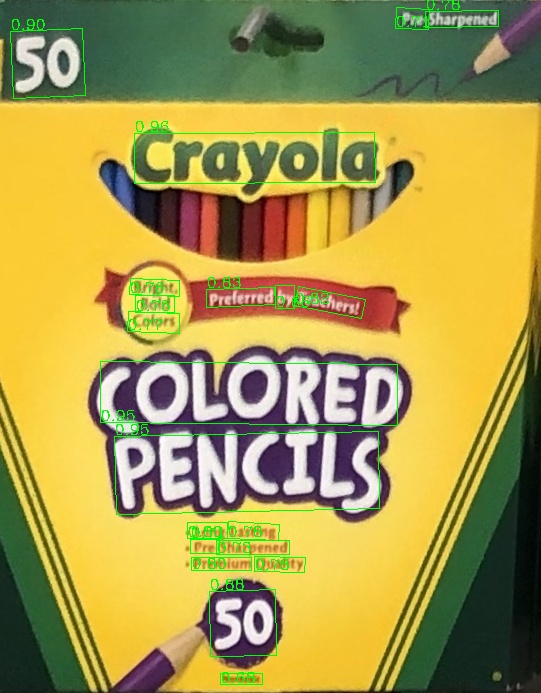 50
Pre-Sharpened
Crayola
Bright,
Bold
Colors
Preferred by Teachers!
COLORED
PENCILS
• Long Lasting
• Pre-Sharpened
• Premium Quality
50